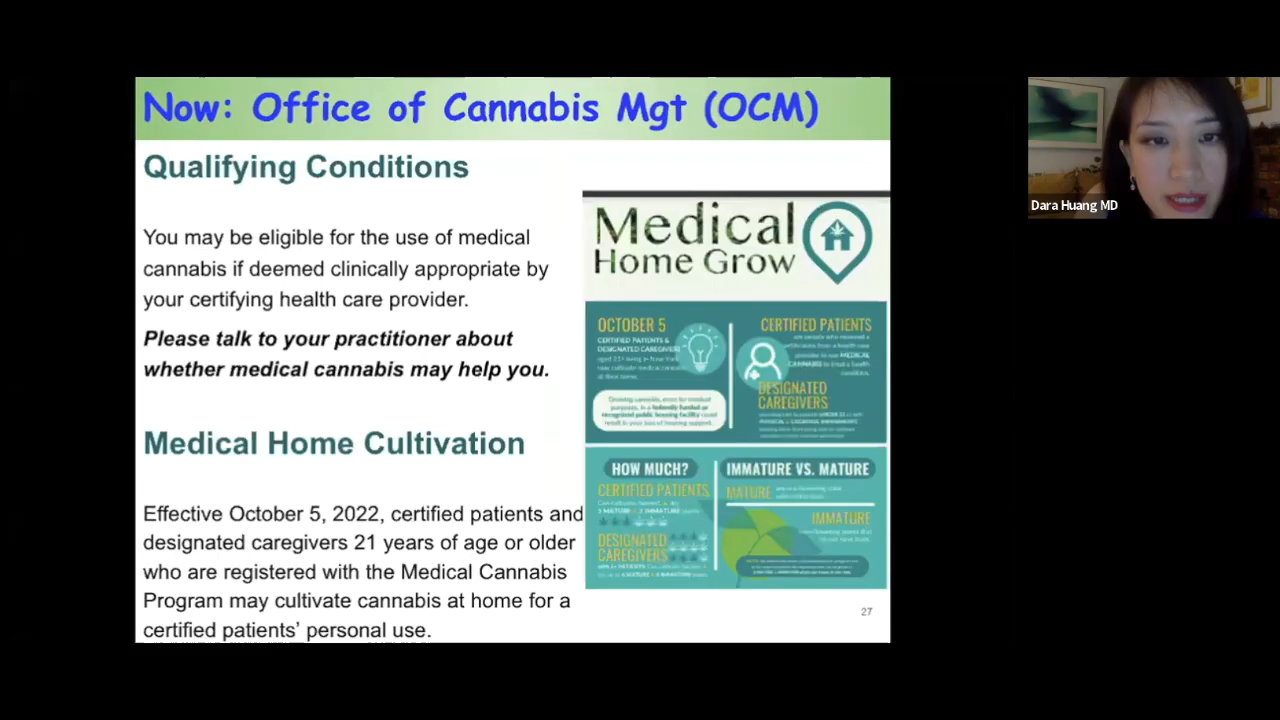 Now: Office of Cannabis Mgt (OCM)
Qualifying Conditions
You may be eligible for the use of medical
cannabis if deemed clinically appropriate by
your certifying health care provider.
Please talk to your practitioner about
whether medical cannabis may help you.
Medical Home Cultivation
Effective October 5, 2022, certified patients and
designated caregivers 21 years of age or older
who are registered with the Medical Cannabis
Program may cultivate cannabis at home for a
certified patients’ personal use.
Medical
Home Grow
OCTOBER 5
CERTIFIED PATIENTS &
DESIGNATED CAREGIVERS
CERTIFIED PATIENTS
DESIGNATED
CAREGIVERS
HOW MUCH?
CERTIFIED PATIENTS
DESIGNATED
CAREGIVERS
IMMATURE VS. MATURE
MATURE
IMMATURE
27
Dara Huang MD